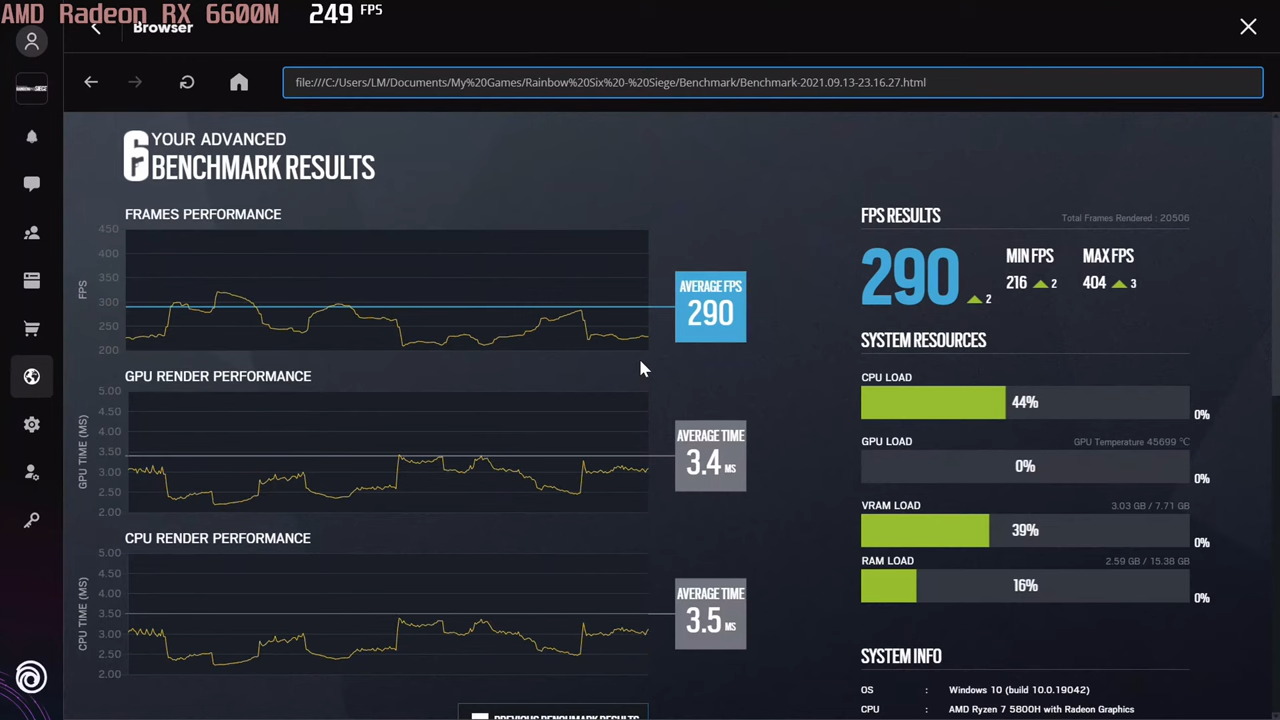 AMD Radeon RX 6600M 249 FPS
Browser
file:///C:/Users/LM/Documents/My%20Games/Rainbow%20Six%20-%20Siege/Benchmark/Benchmark-2021.09.13-23.16.27.html
YOUR ADVANCED
BENCHMARK RESULTS
FRAMES PERFORMANCE
450
400
350
300
250
200
FPS
AVERAGE FPS
290
GPU RENDER PERFORMANCE
5.00
4.50
4.00
3.50
3.00
2.50
2.00
GPU TIME (MS)
AVERAGE TIME
3.4 MS
CPU RENDER PERFORMANCE
5.00
4.50
4.00
3.50
3.00
2.50
2.00
CPU TIME (MS)
AVERAGE TIME
3.5 MS
PREVIOUS BENCHMARK RESULTS
FPS RESULTS
Total Frames Rendered : 20506
290 2
MIN FPS
216 2
MAX FPS
404 3
SYSTEM RESOURCES
CPU LOAD
44%
0%
GPU LOAD
GPU Temperature 45699 °C
0%
0%
VRAM LOAD
3.03 GB / 7.71 GB
39%
0%
RAM LOAD
2.59 GB / 15.38 GB
16%
0%
SYSTEM INFO
OS : Windows 10 (build 10.0.19042)
CPU : AMD Ryzen 7 5800H with Radeon Graphics